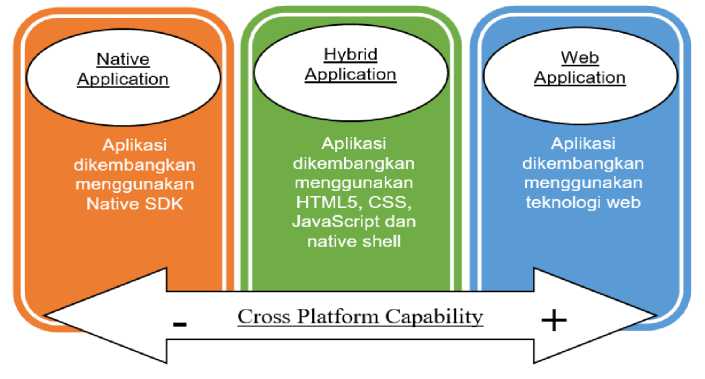 Native
Application
Aplikasi
dikembangkan
menggunakan
Native SDK
Hybrid
Application
Aplikasi
dikembangkan
menggunakan
HTML5, CSS,
JavaScript dan
native shell
Web
Application
Aplikasi
dikembangkan
menggunakan
teknologi web
- Cross Platform Capability +